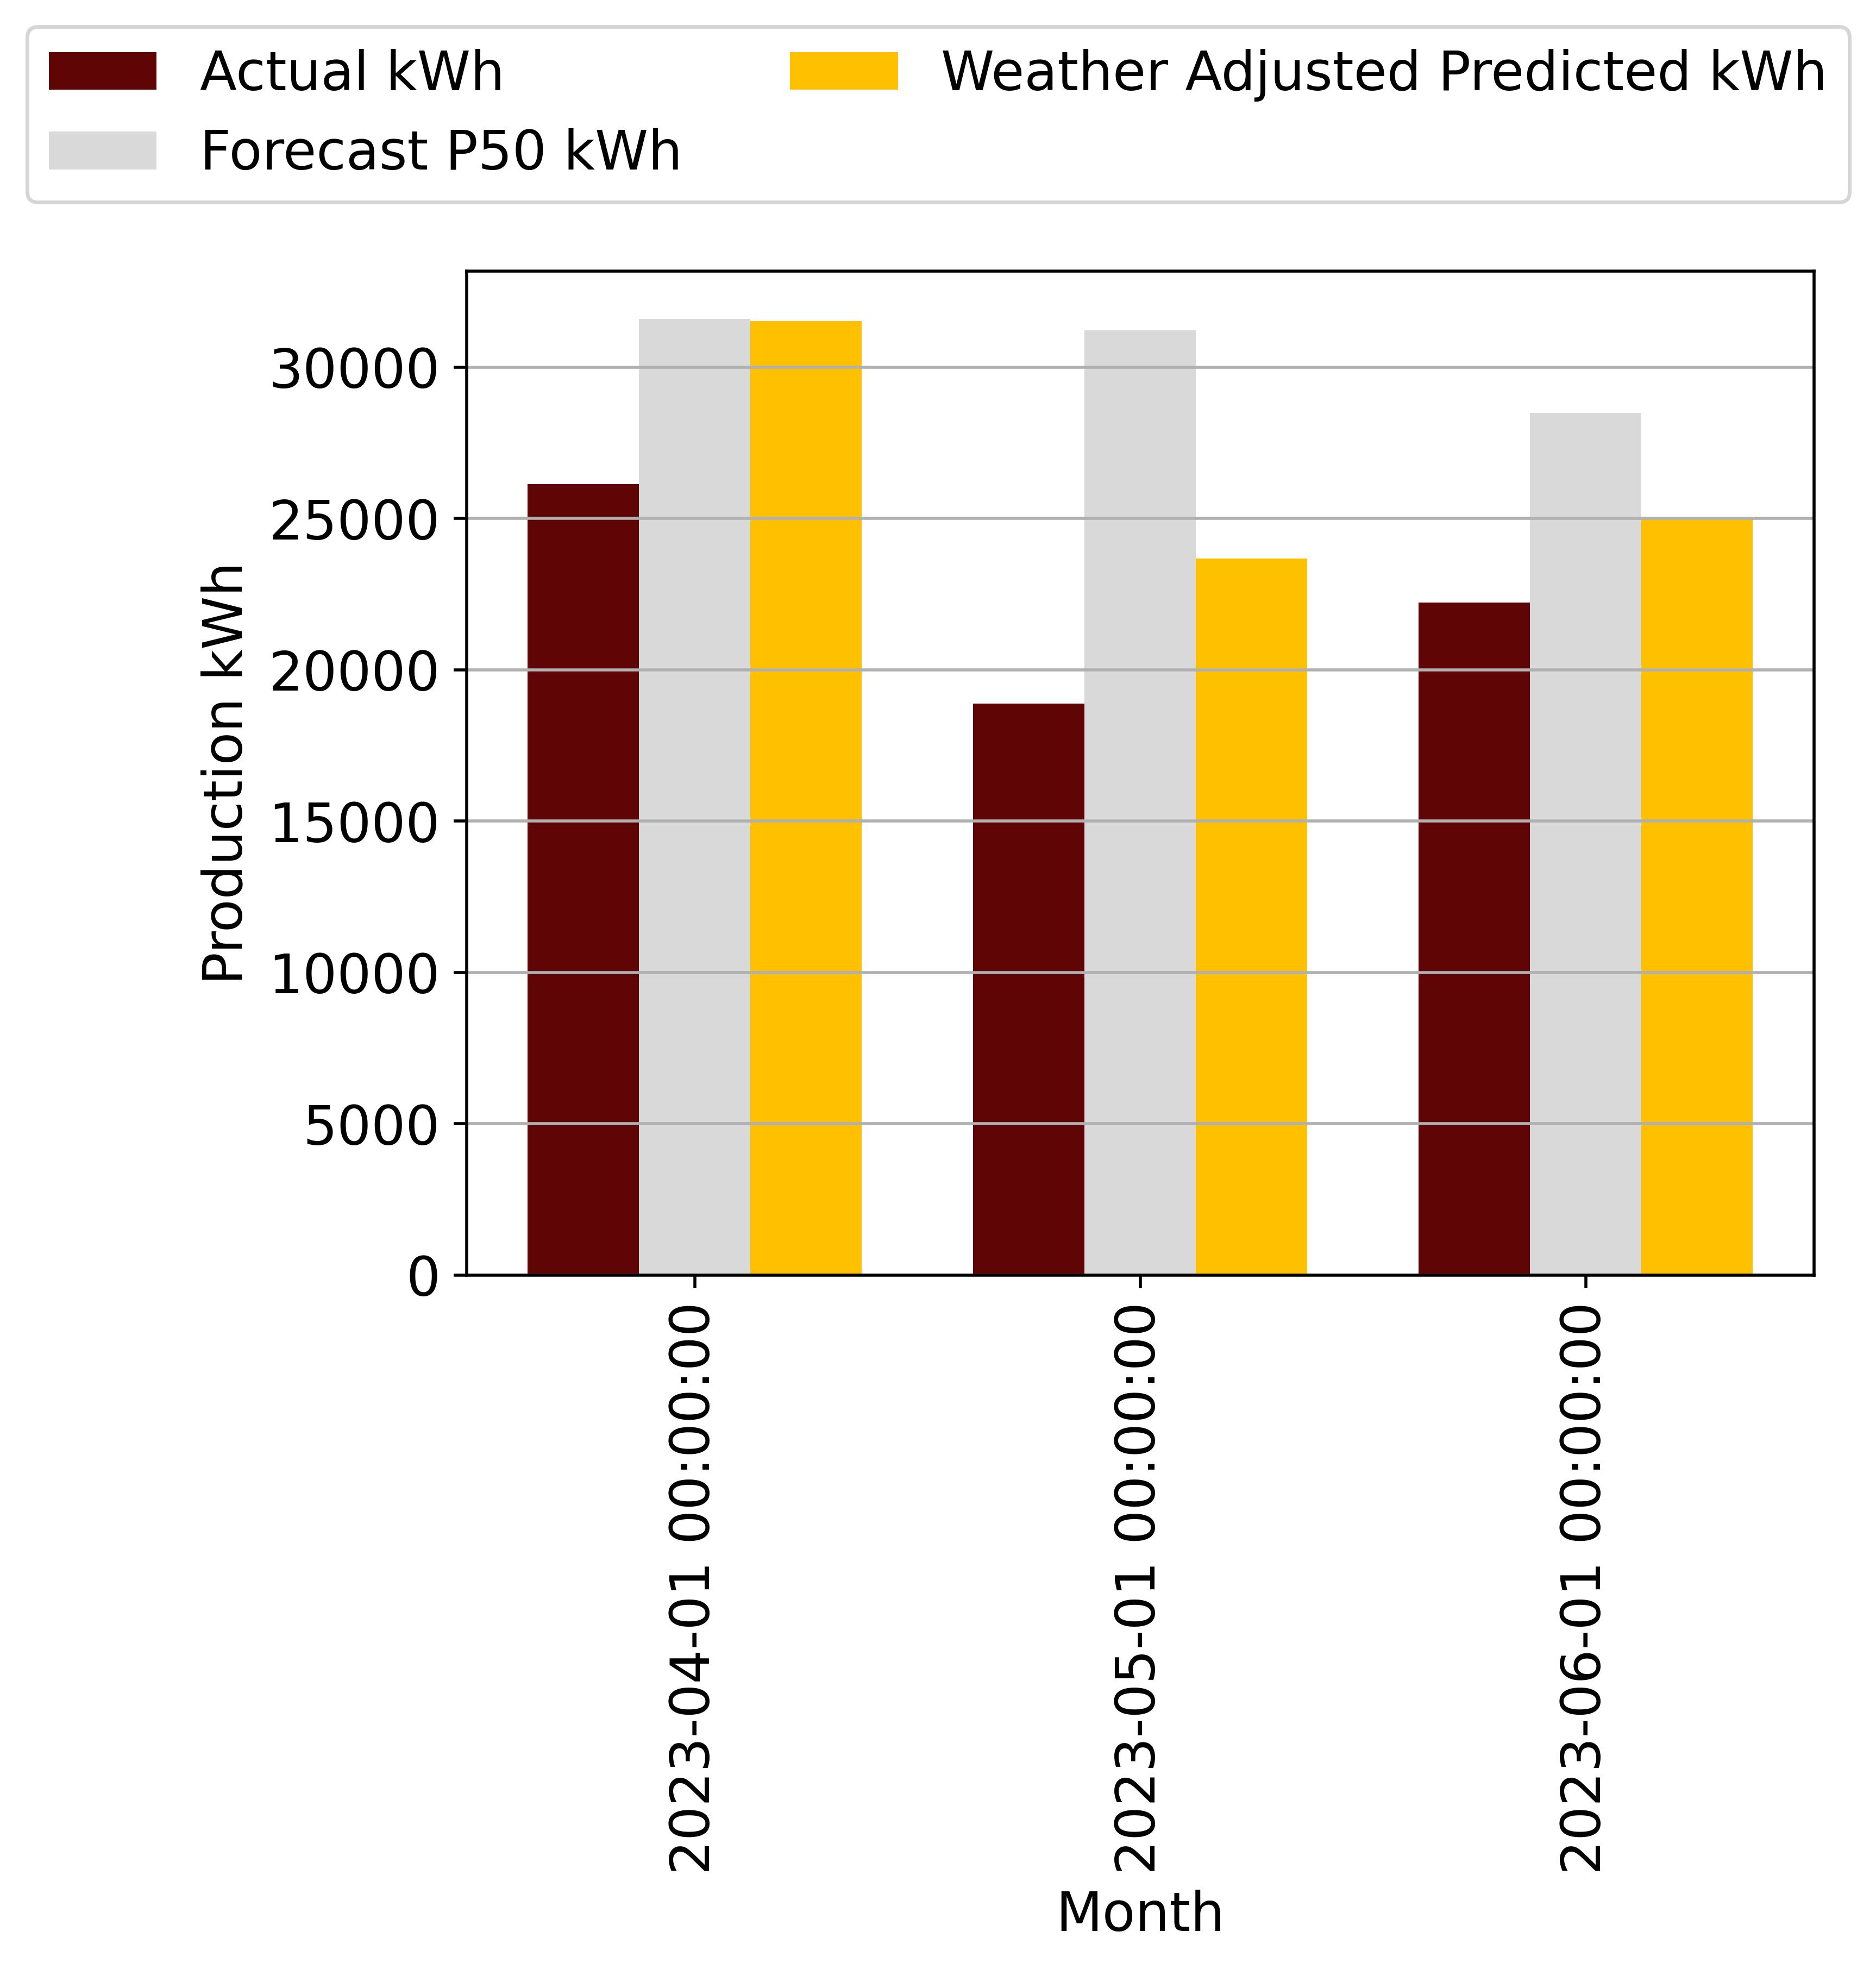 Actual kWh
Forecast P50 kWh
Weather Adjusted Predicted kWh
Production kWh
30000
25000
20000
15000
10000
5000
0
2023-04-01 00:00:00
2023-05-01 00:00:00
2023-06-01 00:00:00
Month